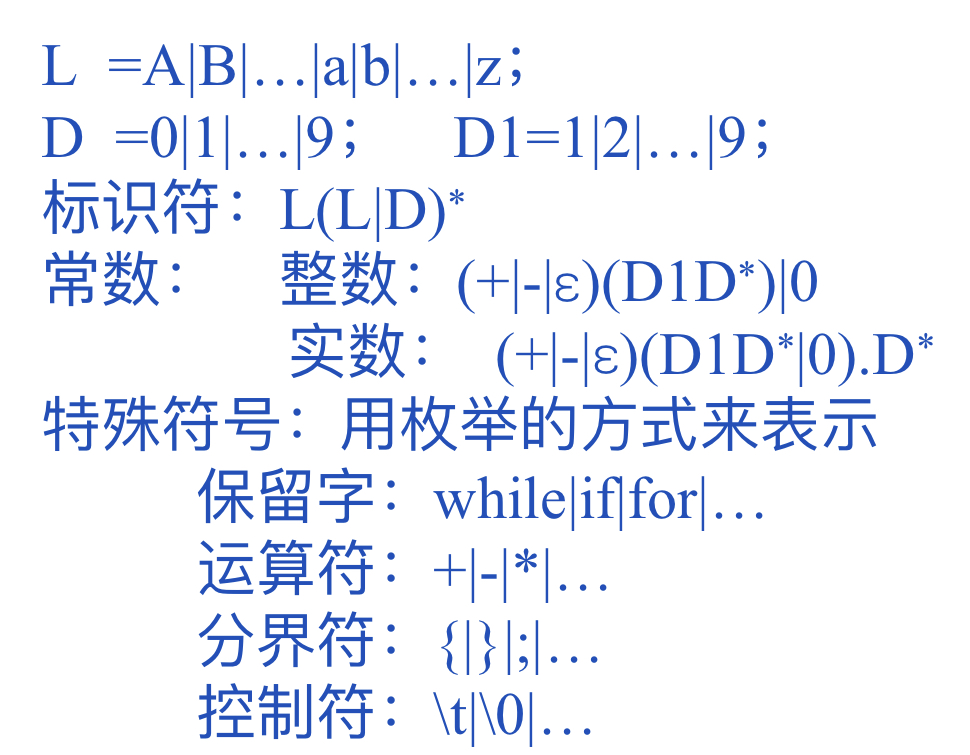 L =A|B|…|a|b|…|z；
D =0|1|…|9； D1=1|2|…|9；
标识符：L(L|D)*
常数： 整数：(+|-|ε)(D1D*)|0
实数： (+|-|ε)(D1D*|0).D*
特殊符号：用枚举的方式来表示
保留字：while|if|for|…
运算符：+|-|*|…
分界符：{|}|;|…
控制符：\t|\0|…